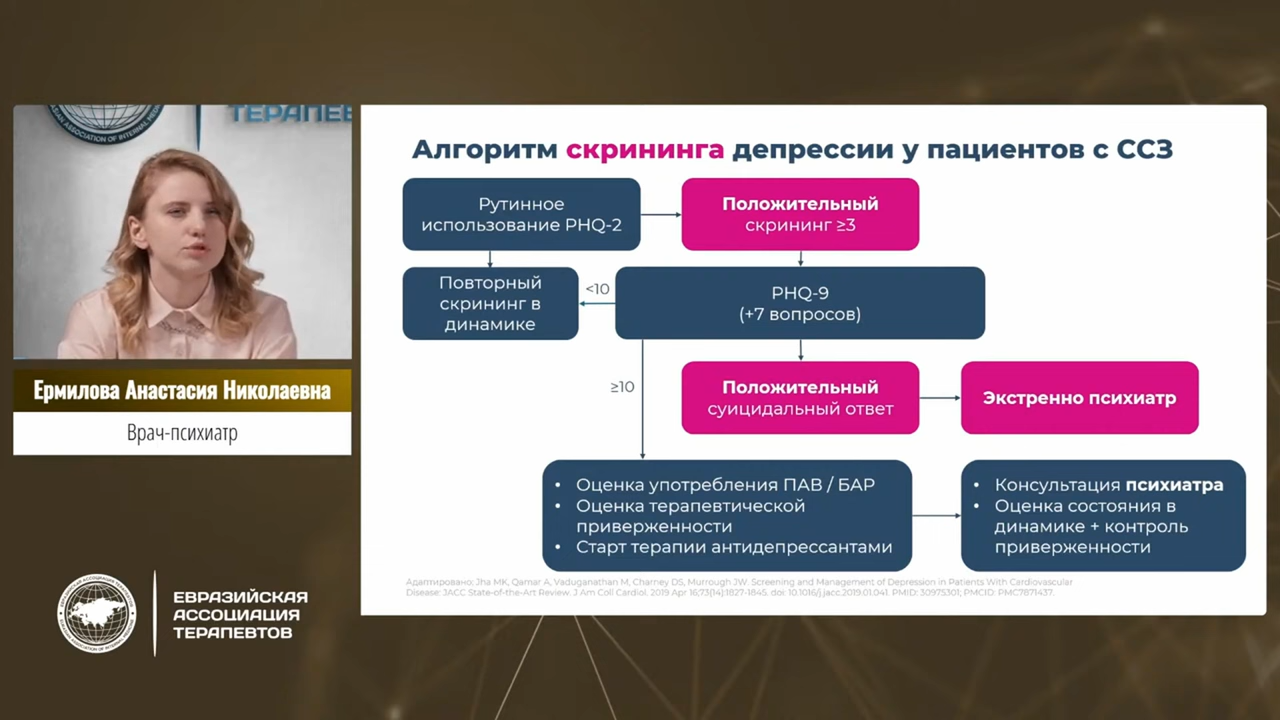 ТЕРАПЕ
Алгоритм скрининга депрессии у пациентов с ССЗ
Рутинное
использование PHQ-2
Положительный
скрининг ≥3
Повторный
скрининг в
динамике
<10
PHQ-9
(+7 вопросов)
≥10
Положительный
суицидальный ответ
Экстренно психиатр
• Оценка употребления ПАВ / БАР
• Оценка терапевтической
приверженности
• Старт терапии антидепрессантами
• Консультация психиатра
• Оценка состояния в
динамике + контроль
приверженности
Адаптировано: Jha MK, Qamar A, Vaduganathan M, Charney DS, Murrough JW. Screening and Management of Depression in Patients With Cardiovascular
Disease: JACC State-of-the-Art Review. J Am Coll Cardiol. 2019 Apr 16;73(14):1827-1845. doi: 10.1016/j.jacc.2019.01.041. PMID: 30975301; PMCID: PMC7871437.
Ермилова Анастасия Николаевна
Врач-психиатр
ЕВРАЗИЙСКАЯ
АССОЦИАЦИЯ
ТЕРАПЕВТОВ